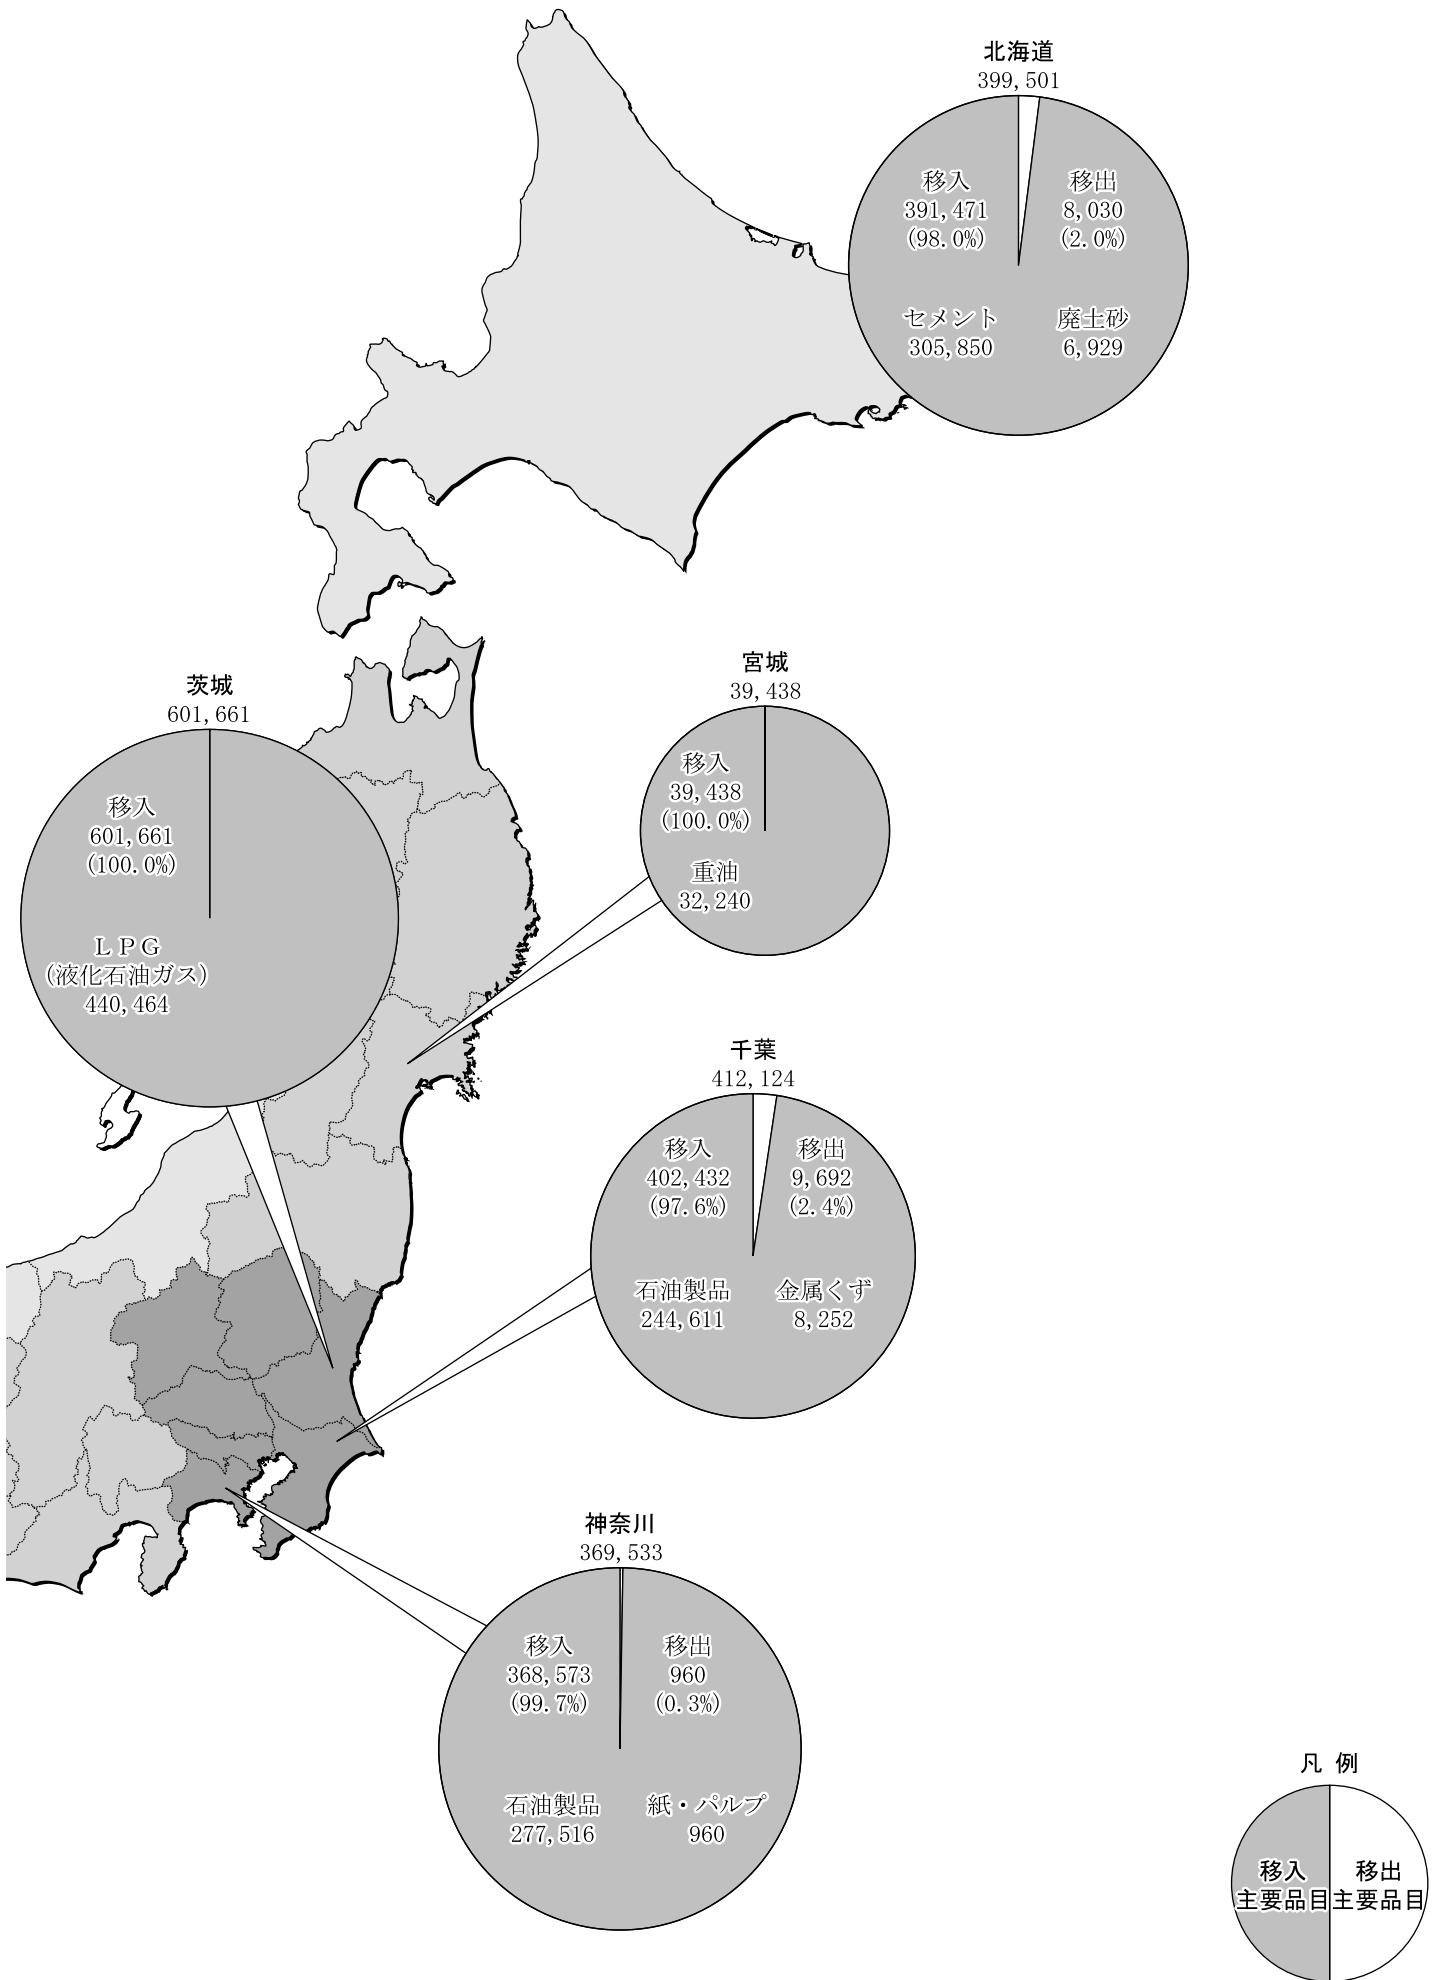 北海道
399,501
移入
391,471
(98.0%)
移出
8,030
(2.0%)
セメント
305,850
廃土砂
6,929
宮城
39,438
移入
39,438
(100.0%)
重油
32,240
茨城
601,661
移入
601,661
(100.0%)
LPG
(液化石油ガス)
440,464
千葉
412,124
移入
402,432
(97.6%)
移出
9,692
(2.4%)
石油製品
244,611
金属くず
8,252
神奈川
369,533
移入
368,573
(99.7%)
移出
960
(0.3%)
石油製品
277,516
紙・パルプ
960
凡 例
移入
主要品目
移出
主要品目